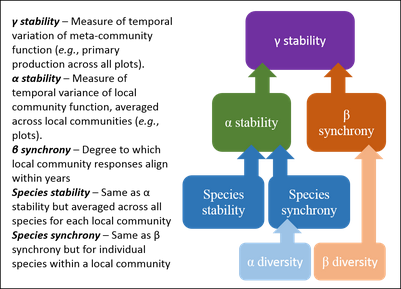 γ stability – Measure of temporal
variation of meta-community
function (e.g., primary
production across all plots).
α stability – Measure of
temporal variance of local
community function, averaged
across local communities (e.g.,
plots).
β synchrony – Degree to which
local community responses align
within years
Species stability – Same as α
stability but averaged across all
species for each local community
Species synchrony – Same as β
synchrony but for individual
species within a local community
γ stability
α stability
β
synchrony
Species
stability
Species
synchrony
α diversity
β diversity